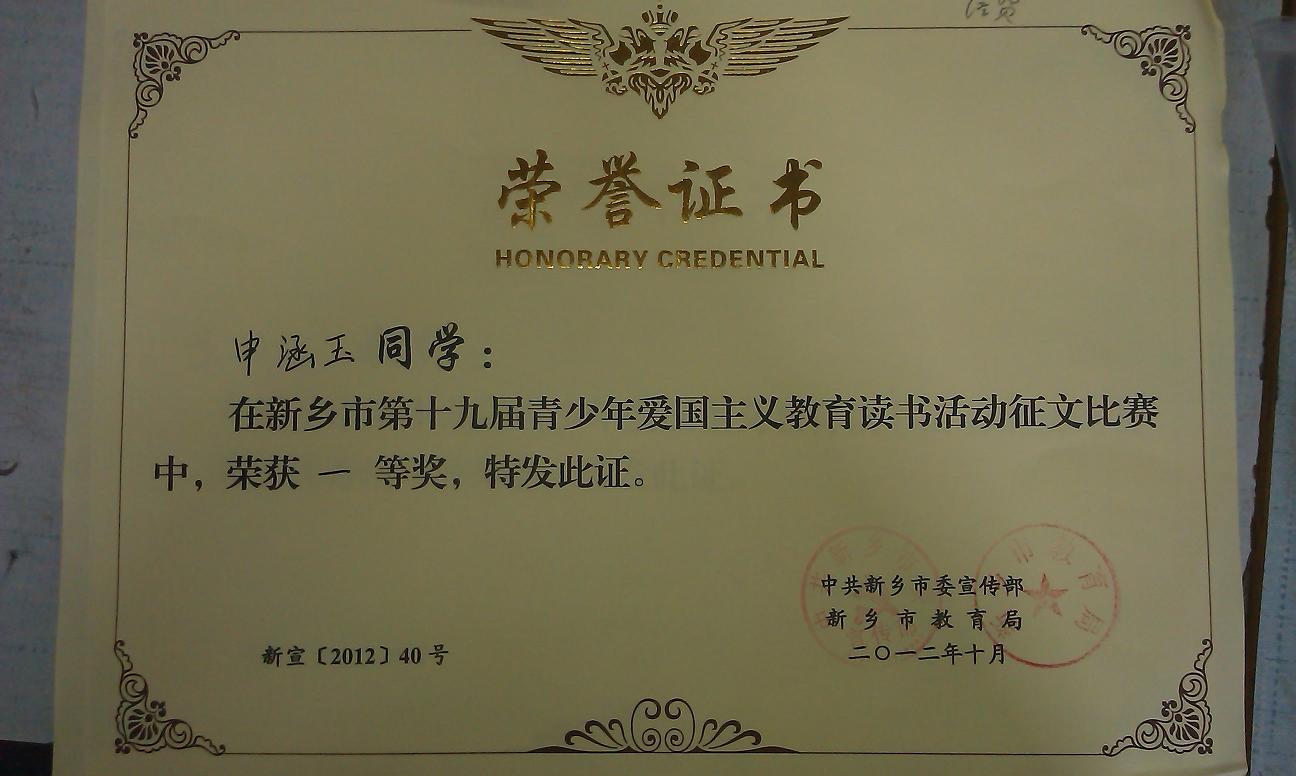 荣誉证书
HONORARY CREDENTIAL
申涵玉同学：
在新乡市第十九届青少年爱国主义教育读书活动征文比赛
中，荣获 一 等奖，特发此证。
中共新乡市委宣传部
新乡市教育局
新宣〔2012〕40 号
二〇一二年十月